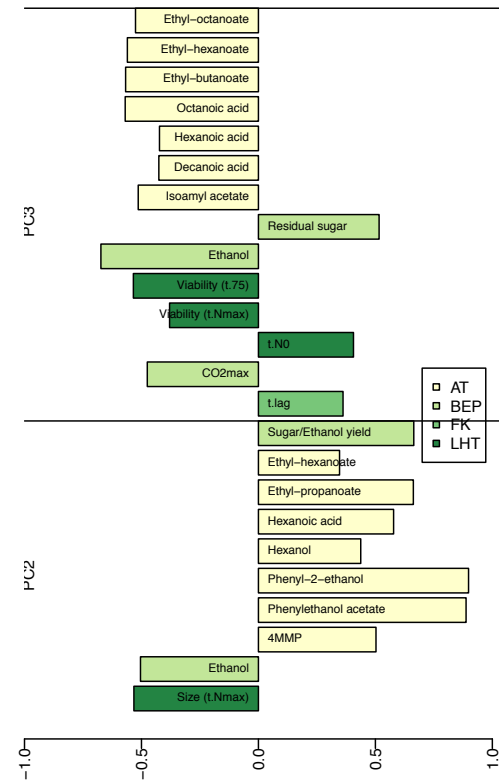 Ethyl−octanoate
Ethyl−hexanoate
Ethyl−butanoate
Octanoic acid
Hexanoic acid
Decanoic acid
Isoamyl acetate
Residual sugar
PC3
Ethanol
Viability (t.75)
Viability (t.Nmax)
t.N0
CO2max
t.lag
AT
BEP
FK
LHT
Sugar/Ethanol yield
Ethyl−hexanoate
Ethyl−propanoate
Hexanoic acid
Hexanol
PC2
Phenyl−2−ethanol
Phenylethanol acetate
4MMP
Ethanol
Size (t.Nmax)
−1.0
−0.5
0.0
0.5
1.0